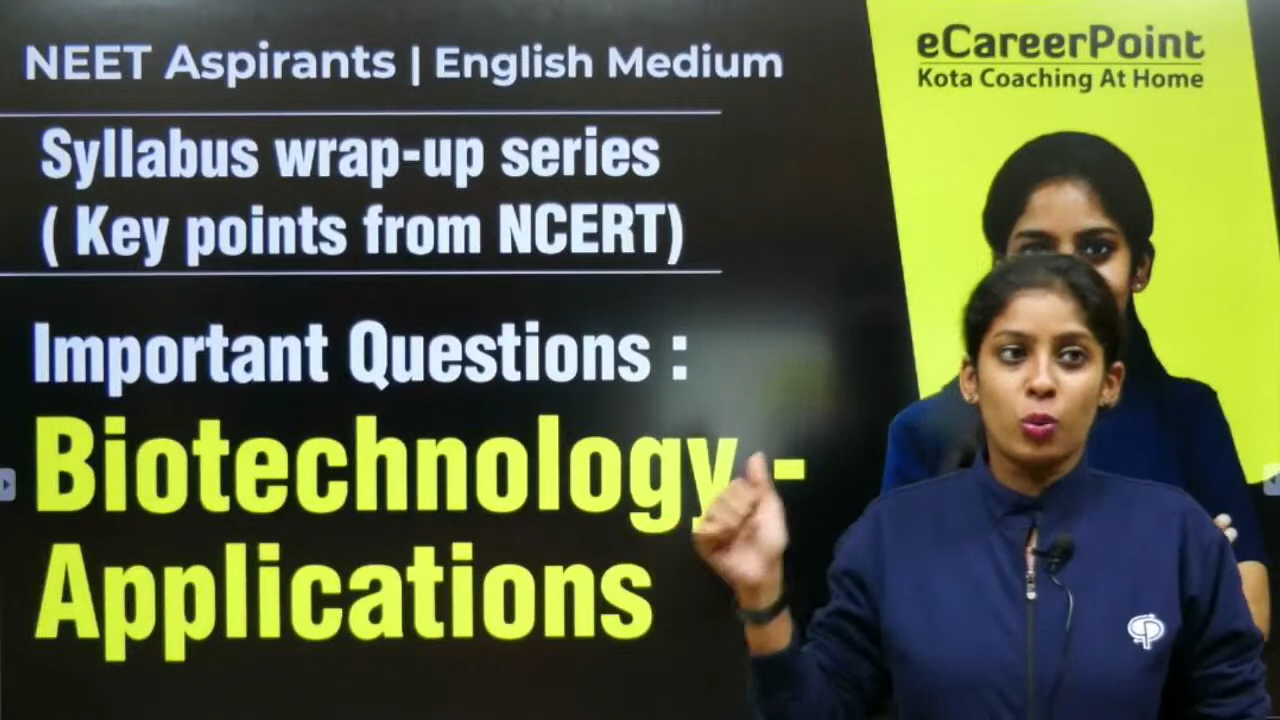 NEET Aspirants | English Medium
Syllabus wrap-up series
( Key points from NCERT)
Important Questions :
Biotechnology -
Applications
eCareerPoint
Kota Coaching At Home
CP